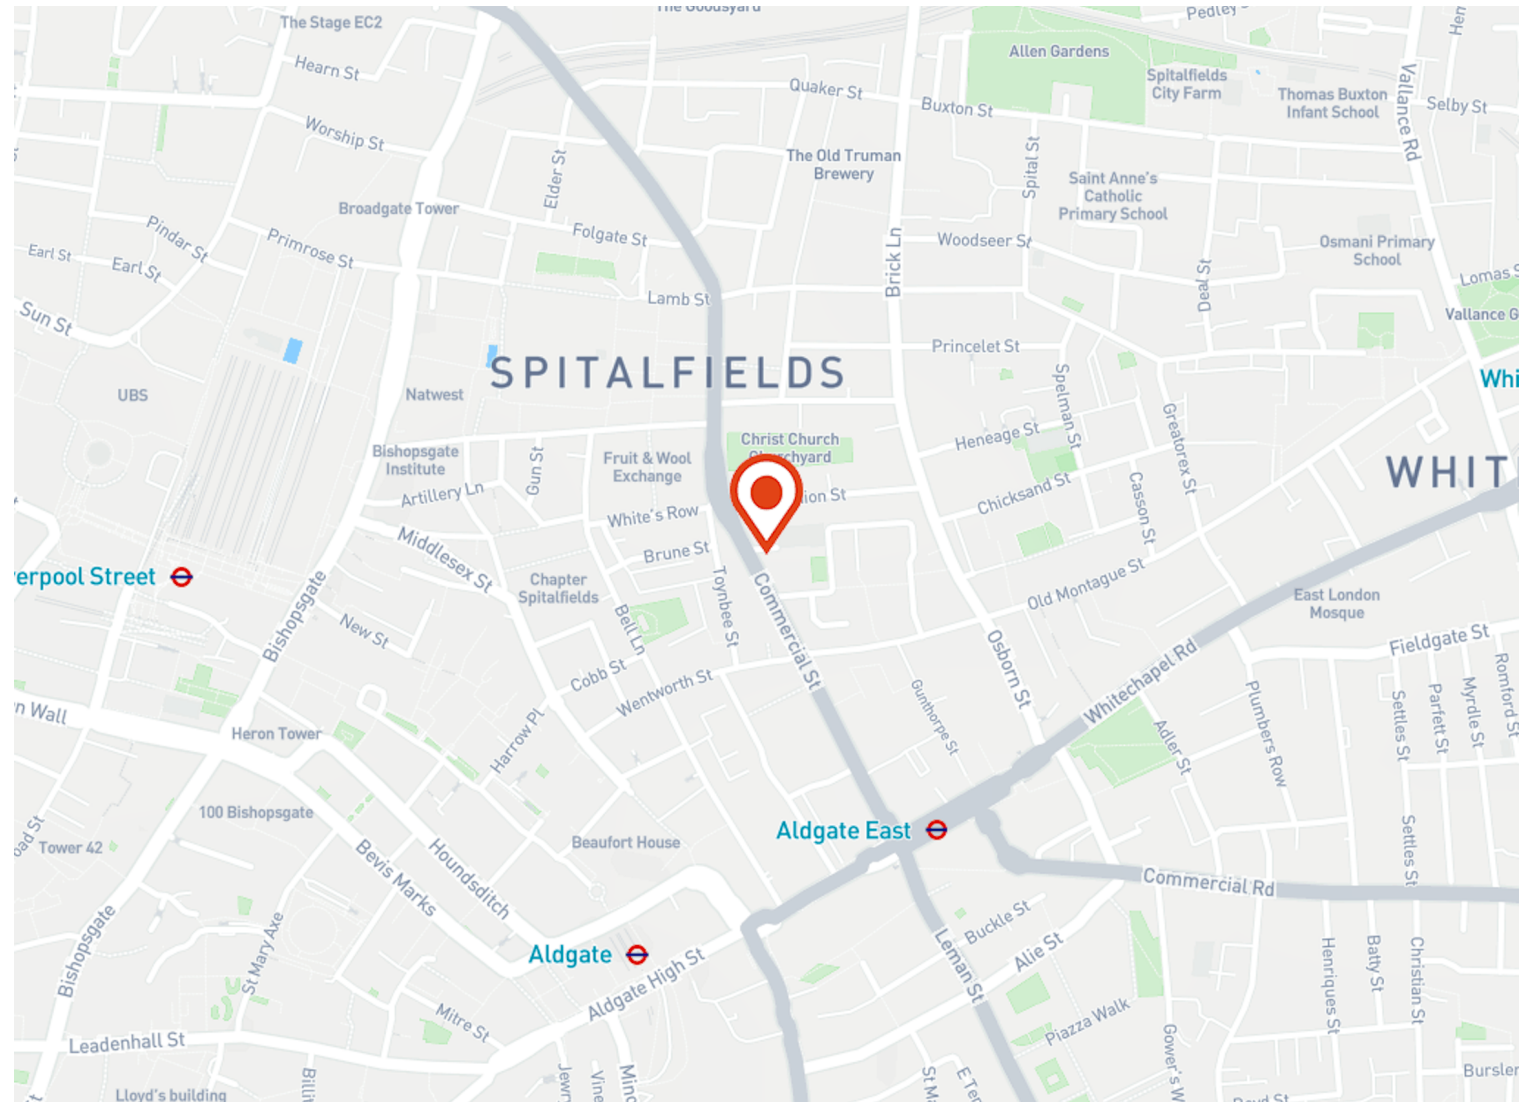 The Stage EC2
The Goodsyard
Hearn St
Quaker St
Buxton St
Allen Gardens
Spitalfields
City Farm
Thomas Buxton
Infant School
Vallance Rd
Selby St
Worship St
Elder St
The Old Truman
Brewery
Spital St
Saint Anne's
Catholic
Primary School
Broadgate Tower
Pindar St
Primrose St
Folgate St
Brick Ln
Woodseer St
Deal St
Osmani Primary
School
Earl St
Earl St
Lamb St
Sun St
Princelet St
SPITALFIELDS
UBS
Natwest
Spelman St
Greatorex St
Bishopsgate
Institute
Fruit & Wool
Exchange
Gun St
Christ Church
Churchyard
Heneage St
Artillery Ln
White's Row
Chicksand St
Casson St
Middlesex St
Brune St
Chapter
Spitalfields
Toynbee St
Commercial St
Old Montague St
East London
Mosque
Bishopsgate
New St
Bell Ln
Cobb St
Wentworth St
Osborn St
Whitechapel Rd
Fieldgate St
Gunthorpe St
Heron Tower
Harrow Pl
Adler St
Plumbers Row
Settles St
Parfett St
Myrdle St
Romford St
100 Bishopsgate
Tower 42
Bevis Marks
Houndsditch
Beaufort House
Aldgate East
Settles St
Commercial Rd
Bishopsgate
St Mary Axe
Aldgate
Aldgate High St
Mitre St
Leman St
Buckle St
Alie St
Piazza Walk
Henriques St
Batty St
Christian St
Leadenhall St
Lloyd's building